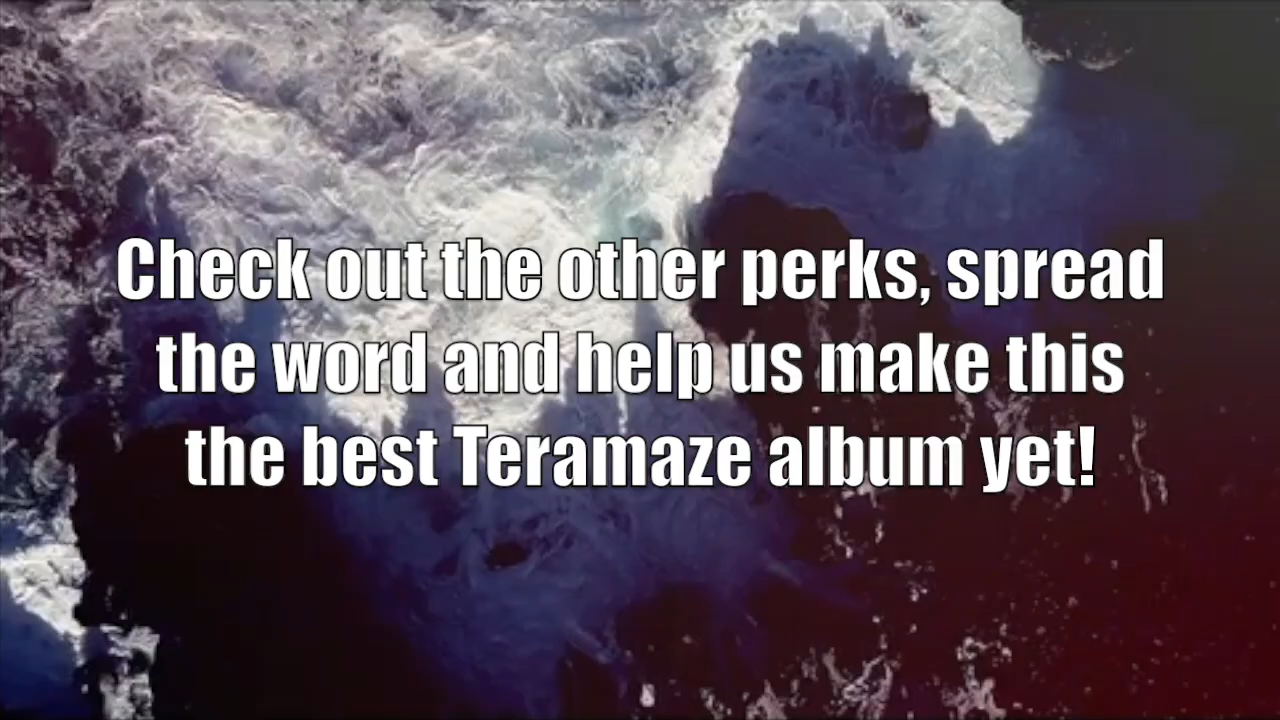 Check out the other perks, spread
the word and help us make this
the best Teramaze album yet!